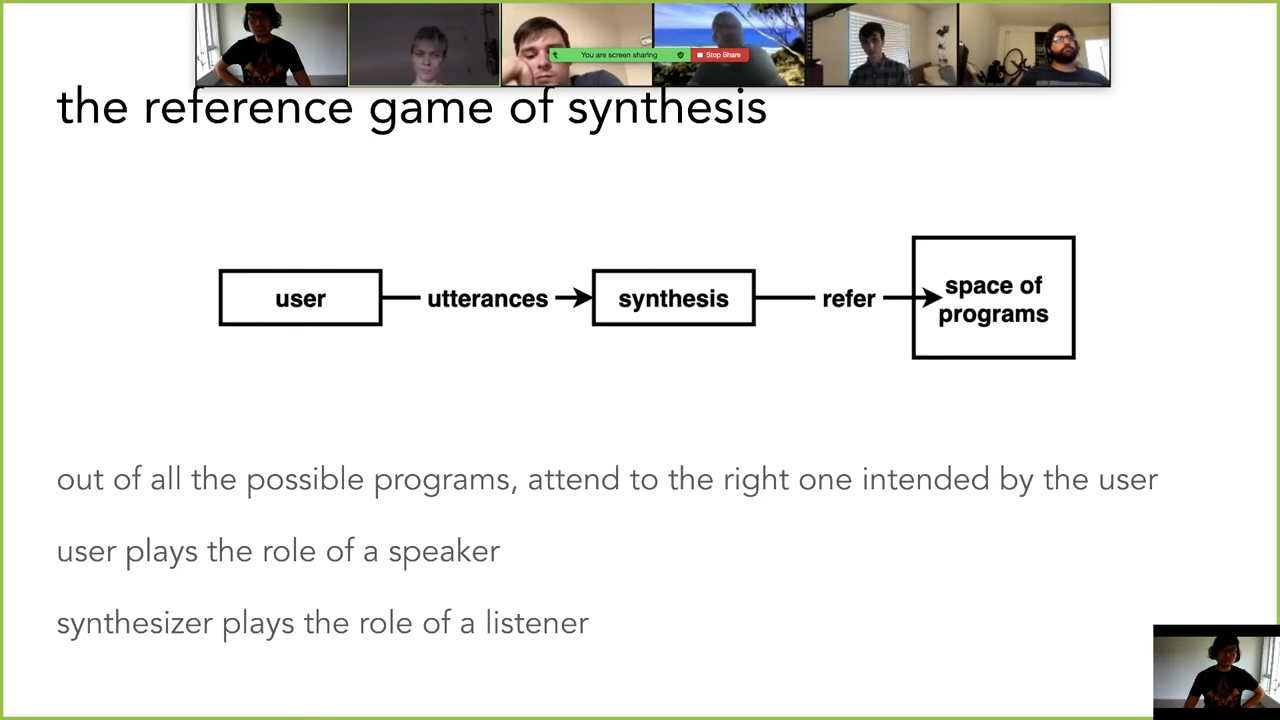 You are screen sharing
Stop Share
the reference game of synthesis
user
utterances
synthesis
refer
space of
programs
out of all the possible programs, attend to the right one intended by the user
user plays the role of a speaker
synthesizer plays the role of a listener